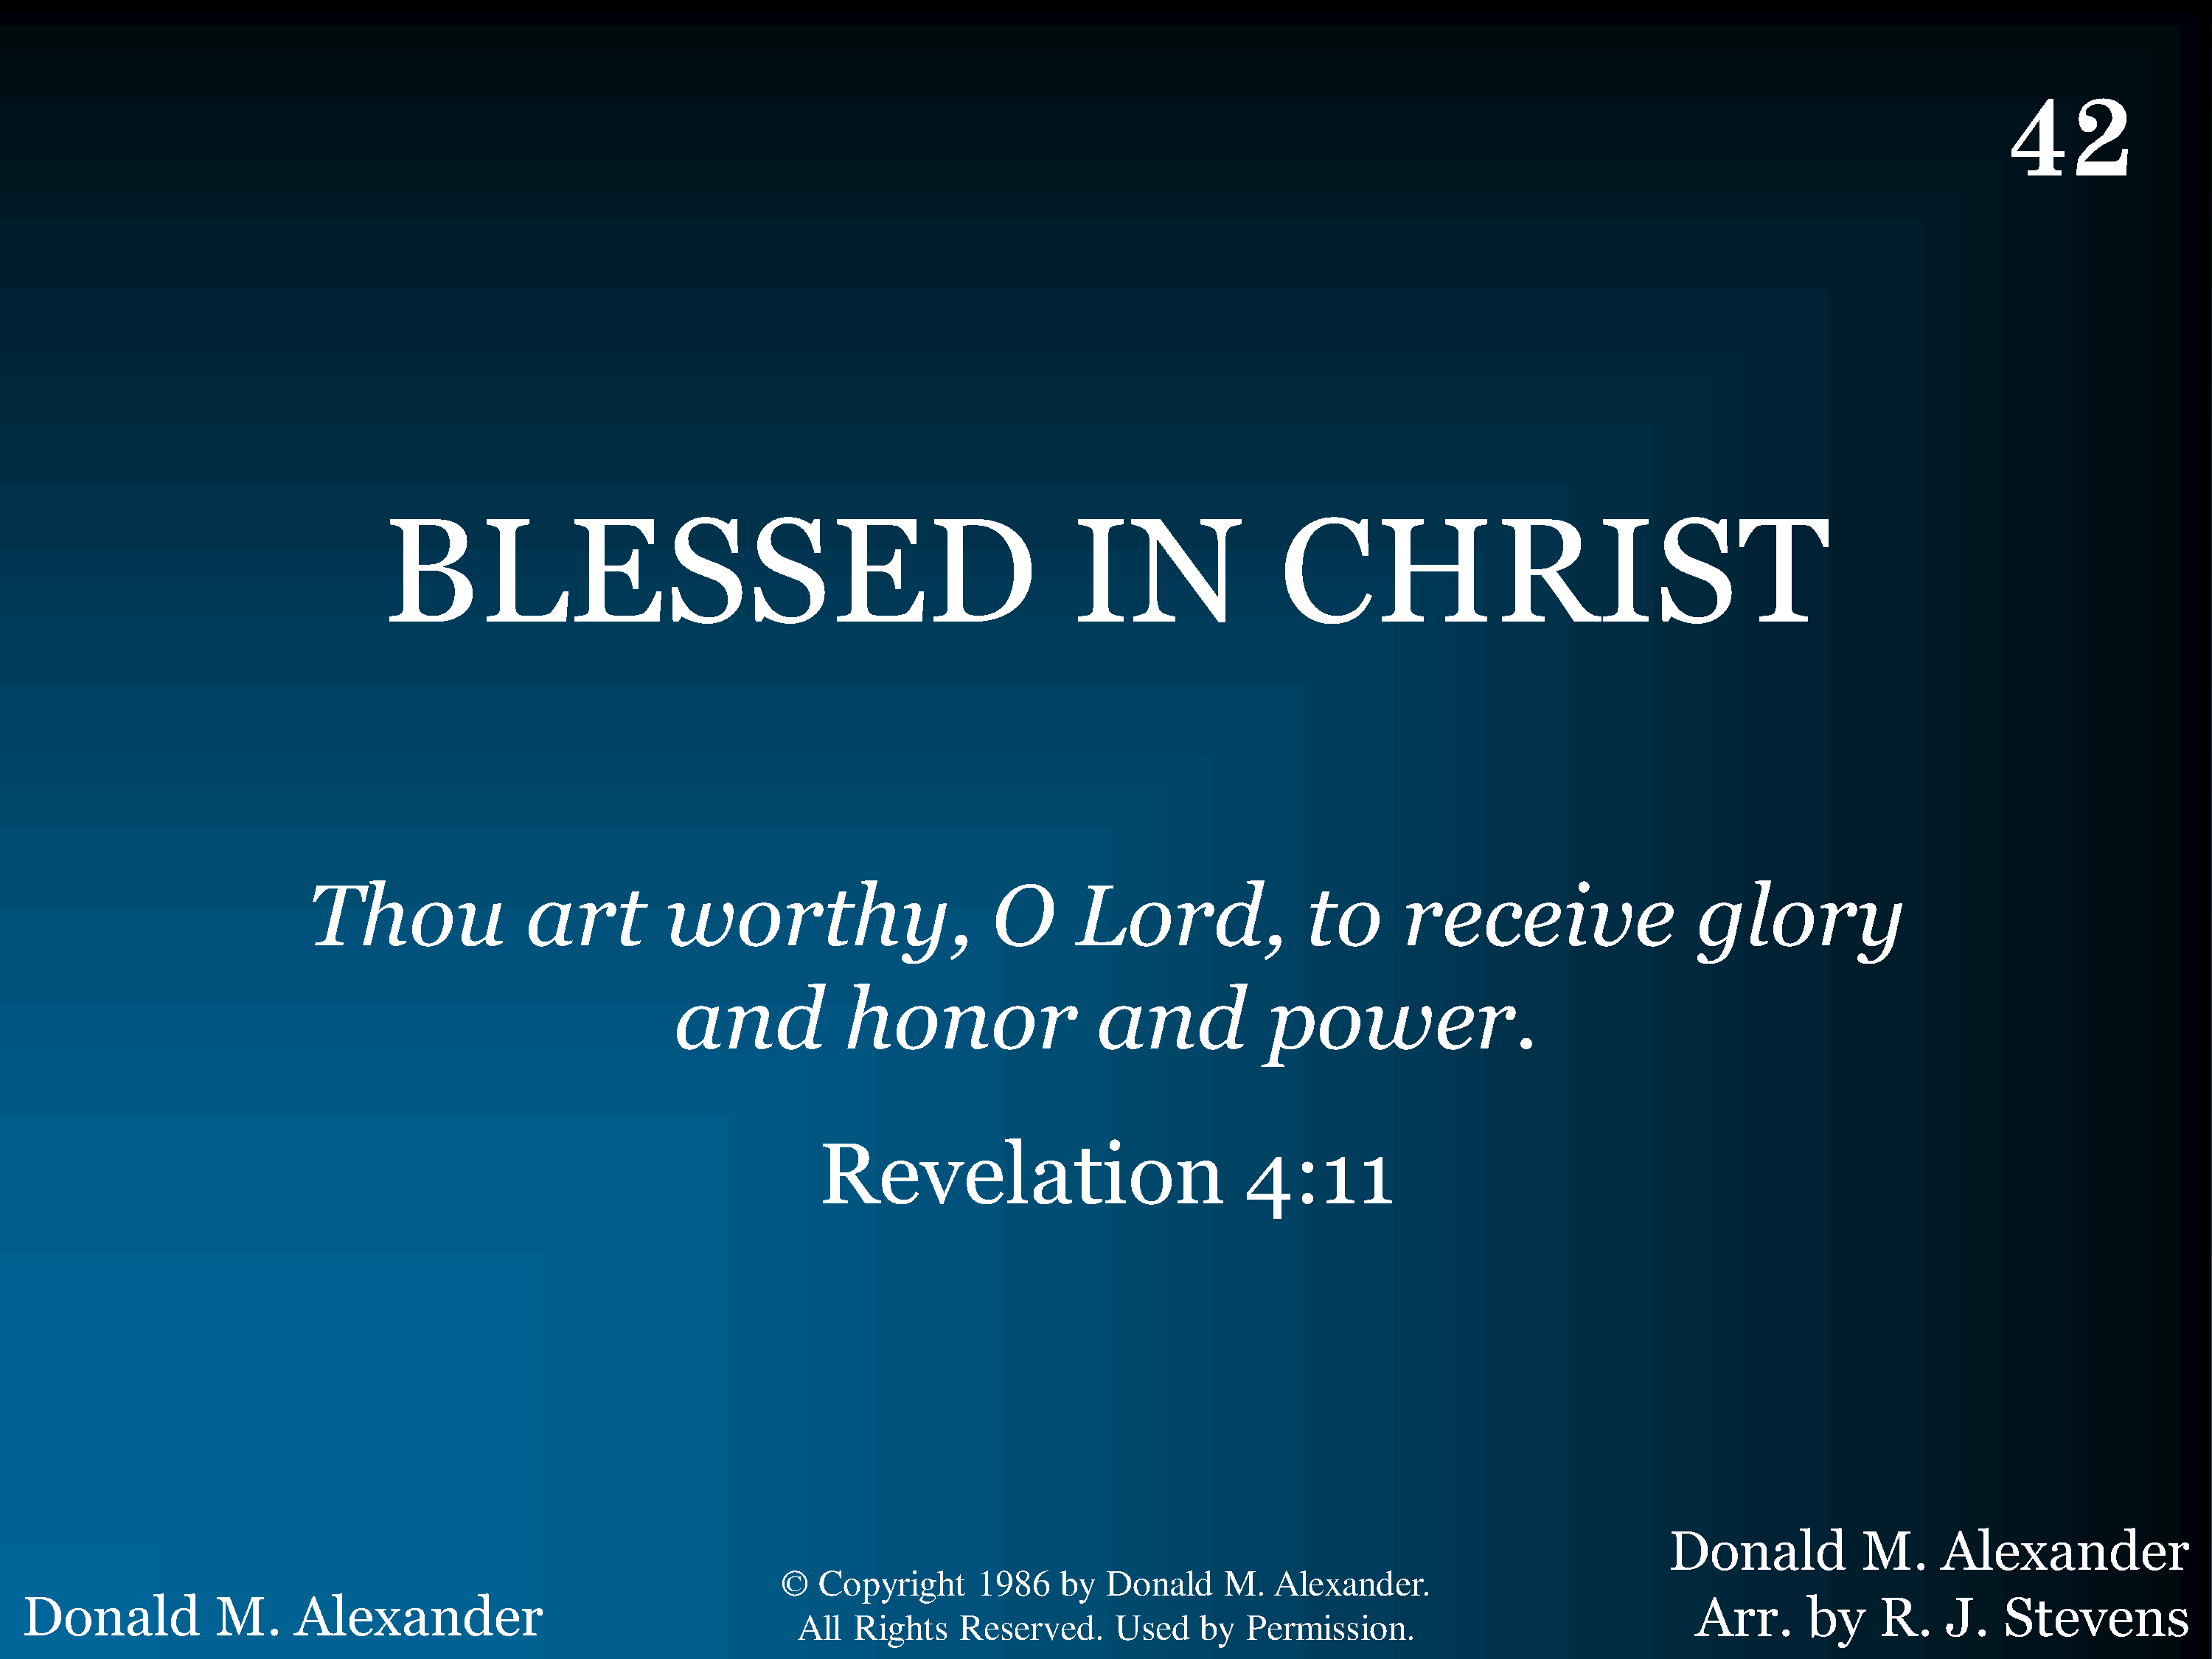 42
BLESSED IN CHRIST
Thou art worthy, O Lord, to receive glory
and honor and power.
Revelation 4:11
Donald M. Alexander
© Copyright 1986 by Donald M. Alexander.
All Rights Reserved. Used by Permission.
Donald M. Alexander
Arr. by R. J. Stevens